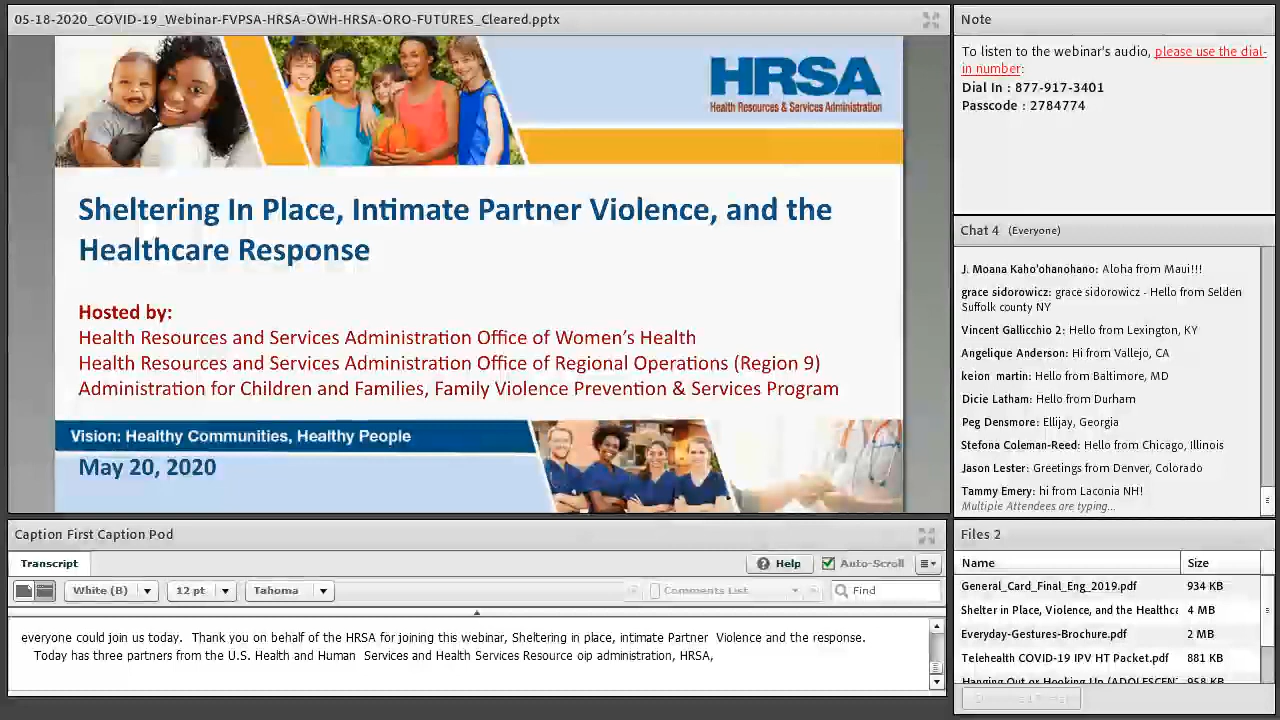 05-18-2020_COVID-19_Webinar-FVPSA-HRSA-OWH-HRSA-ORO-FUTURES_Cleared.pptx
HRSA
Health Resources & Services Administration
Sheltering In Place, Intimate Partner Violence, and the
Healthcare Response
Hosted by:
Health Resources and Services Administration Office of Women's Health
Health Resources and Services Administration Office of Regional Operations (Region 9)
Administration for Children and Families, Family Violence Prevention & Services Program
Vision: Healthy Communities, Healthy People
May 20, 2020
Caption First Caption Pod
Transcript
Help
Auto-Scroll
White (B)
12 pt
Tahoma
Comments List
Find
everyone could join us today. Thank you on behalf of the HRSA for joining this webinar, Sheltering in place, intimate Partner Violence and the response.
Today has three partners from the U.S. Health and Human Services and Health Services Resource oip administration, HRSA,
Note
To listen to the webinar's audio, please use the dial-
in number:
Dial In : 877-917-3401
Passcode : 2784774
Chat 4 (Everyone)
J. Moana Kaho'ohanohano: Aloha from Maui!!!
grace sidorowicz: grace sidorowicz - Hello from Selden
Suffolk county NY
Vincent Gallicchio 2: Hello from Lexington, KY
Angelique Anderson: Hi from Vallejo, CA
keion martin: Hello from Baltimore, MD
Dicie Latham: Hello from Durham
Peg Densmore: Ellijay, Georgia
Stefona Coleman-Reed: Hello from Chicago, Illinois
Jason Lester: Greetings from Denver, Colorado
Tammy Emery: hi from Laconia NH!
Multiple Attendees are typing...
Files 2
Name Size
General_Card_Final_Eng_2019.pdf 934 KB
Shelter in Place, Violence, and the Healthca 4 MB
Everyday-Gestures-Brochure.pdf 2 MB
Telehealth COVID-19 IPV HT Packet.pdf 881 KB
Hanging Out or Hooking Up (ADOLESCEN 958 KB